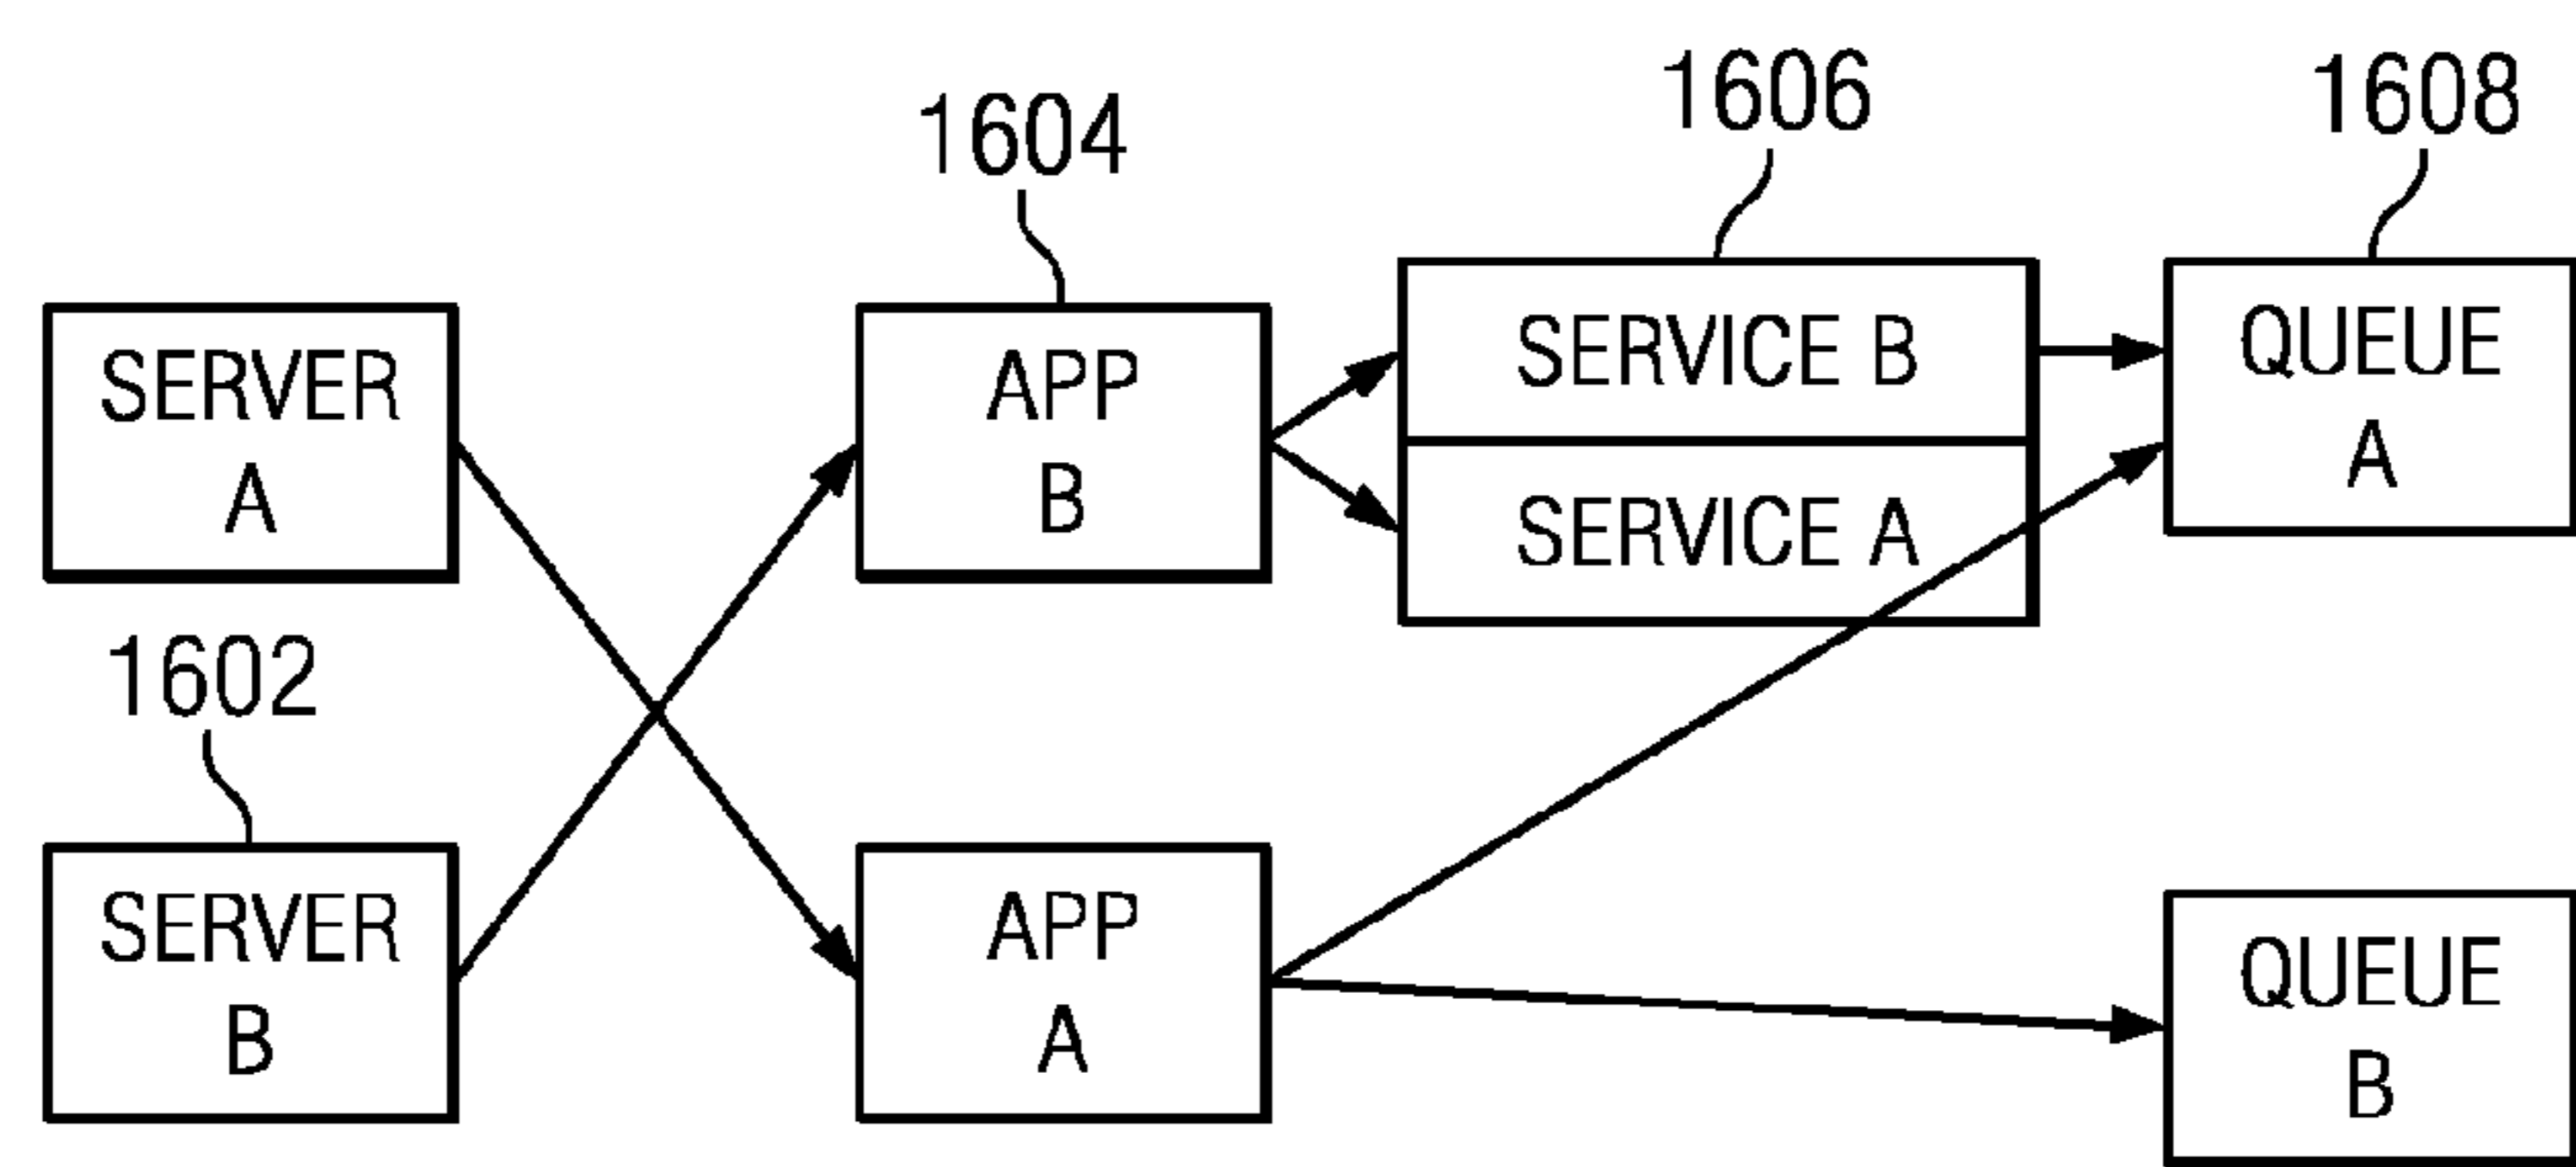 1606
1608
1604
SERVICE B
QUEUE
A
SERVER
A
APP
B
SERVICE A
1602
SERVER
B
APP
A
QUEUE
B